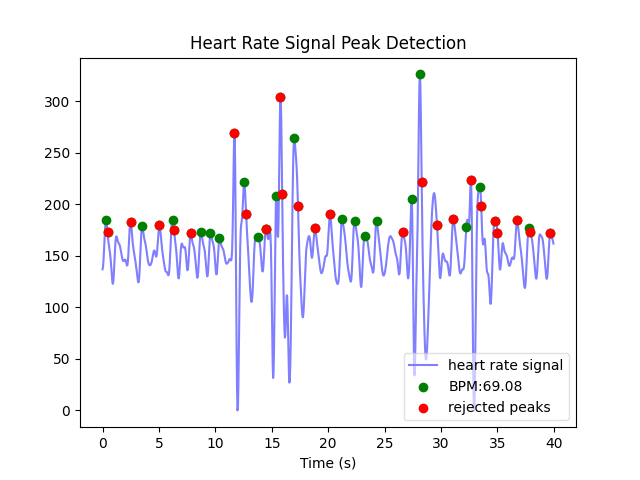 Heart Rate Signal Peak Detection
300
250
200
150
100
50
0
heart rate signal
BPM:69.08
rejected peaks
0 5 10 15 20 25 30 35 40
Time (s)